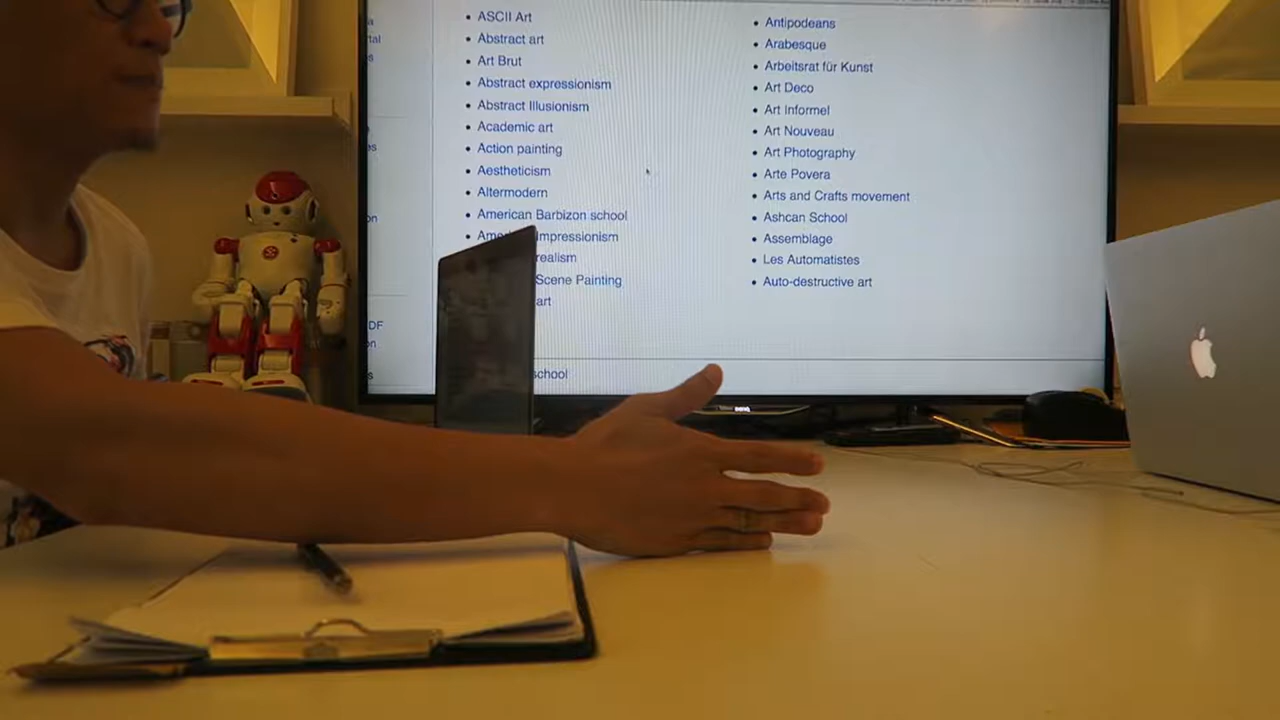 ASCII Art
Abstract art
Art Brut
Abstract expressionism
Abstract Illusionism
Academic art
Action painting
Aestheticism
Altermodern
American Barbizon school
Impressionism
realism
Scene Painting
art
school
Antipodeans
Arabesque
Arbeitsrat für Kunst
Art Deco
Art Informel
Art Nouveau
Art Photography
Arte Povera
Arts and Crafts movement
Ashcan School
Assemblage
Les Automatistes
Auto-destructive art
DF
BenQ